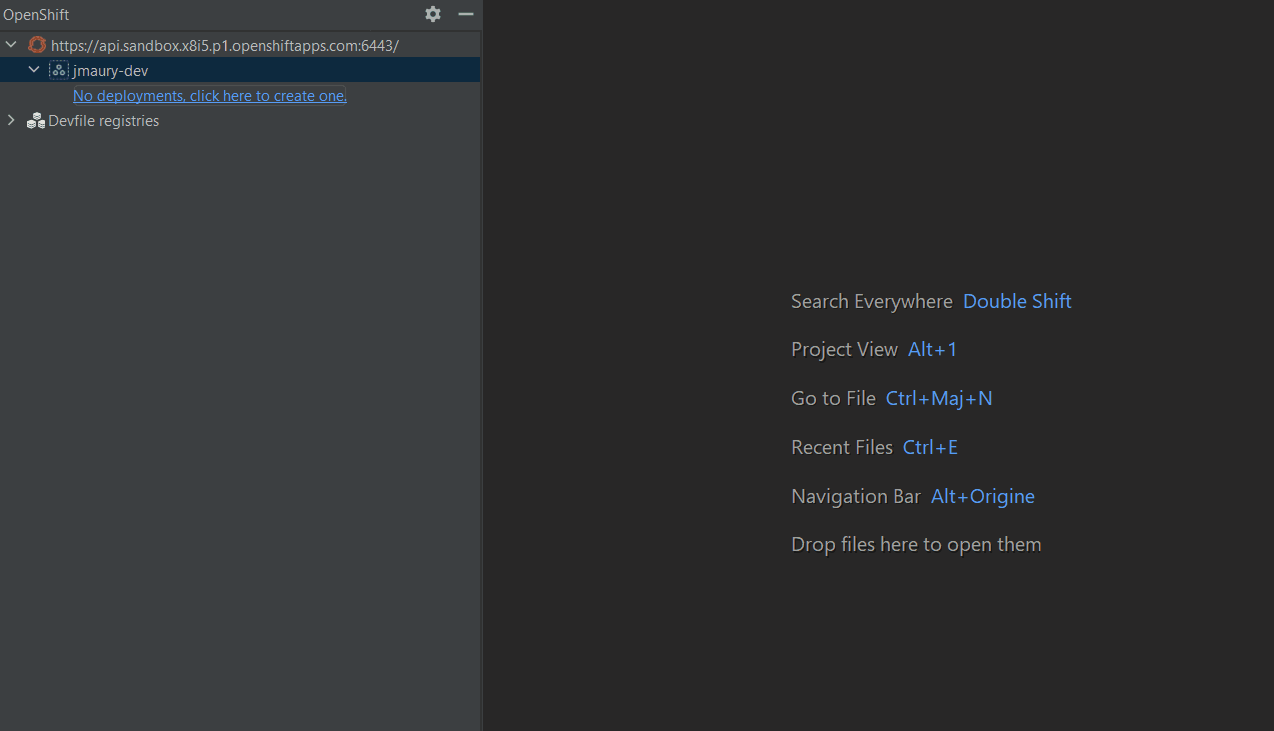 OpenShift
https://api.sandbox.x8i5.p1.openshiftapps.com:6443/
jmaury-dev
No deployments, click here to create one.
Devfile registries
Search Everywhere Double Shift
Project View Alt+1
Go to File Ctrl+Maj+N
Recent Files Ctrl+E
Navigation Bar Alt+Origine
Drop files here to open them